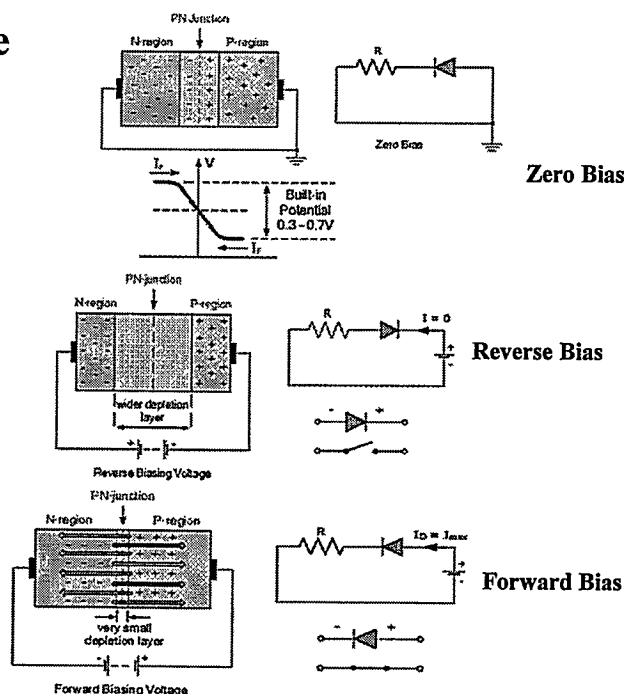 e
PN Junction
N-region P-region
R
Zero Bias
Zero Bias
V
Built-in
Potential
0.3-0.7V
PN-junction
N-region P-region
R
I = 0
+
-
Reverse Bias
wider depletion
layer
- +
+ -
Reverse Biasing Voltage
PN-junction
N-region P-region
R
+
-
Forward Bias
very small
depletion layer
- +
- +
Forward Biasing Voltage